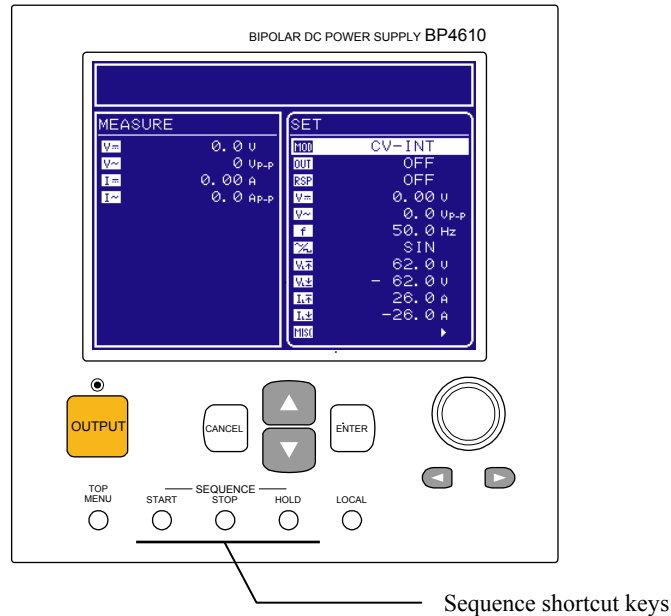 BIPOLAR DC POWER SUPPLY BP4610
MEASURE
V= 0.0 V
V~ 0 Vp-p
I= 0.00 A
I~ 0.0 Ap-p
SET
MOD CV-INT
OUT OFF
RSP OFF
V= 0.00 V
V~ 0.0 Vp-p
f 50.0 Hz
SIN
62.0 V
- 62.0 V
26.0 A
-26.0 A
MISC
OUTPUT
CANCEL
ENTER
TOP MENU
SEQUENCE
START STOP HOLD
LOCAL
Sequence shortcut keys